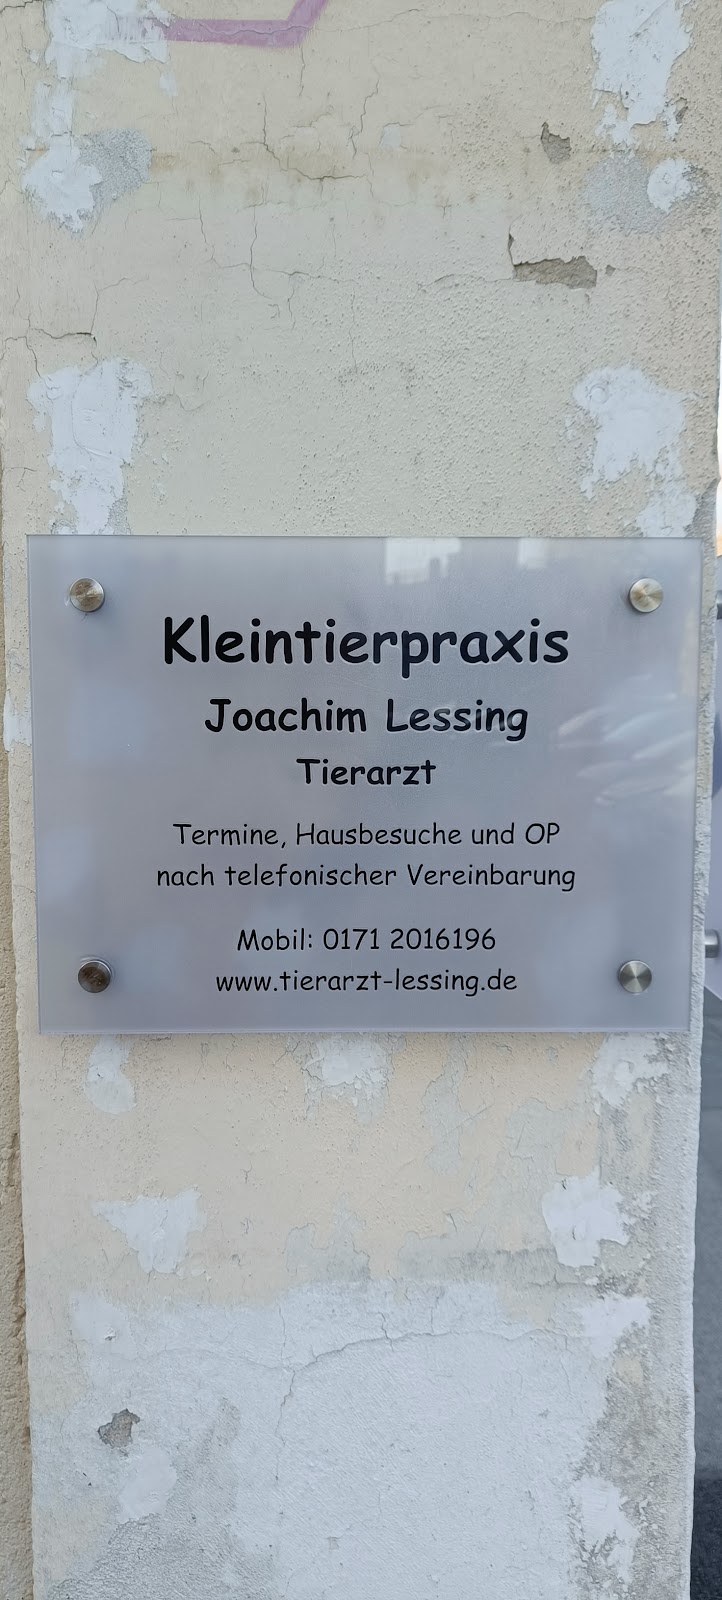 Kleintierpraxis
Joachim Lessing
Tierarzt
Termine, Hausbesuche und OP
nach telefonischer Vereinbarung
Mobil: 0171 2016196
www.tierarzt-lessing.de